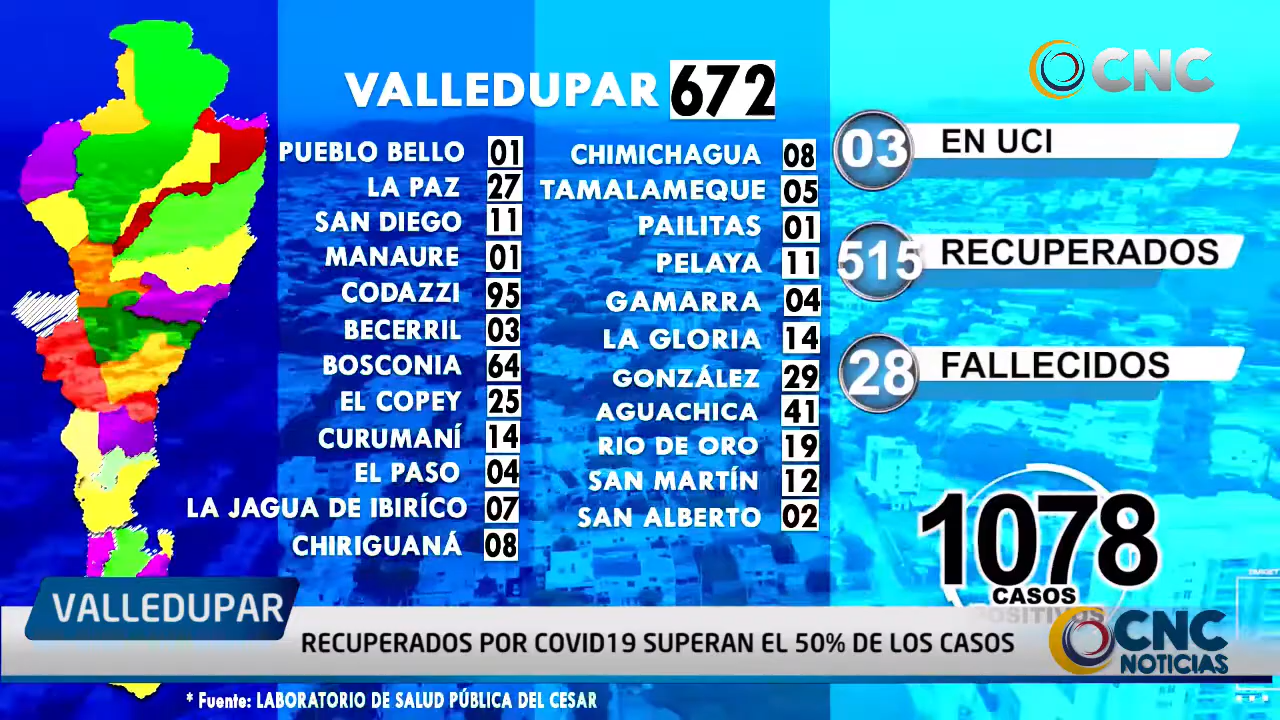 CNC
VALLEDUPAR 672
PUEBLO BELLO 01
LA PAZ 27
SAN DIEGO 11
MANAURE 01
CODAZZI 95
BECERRIL 03
BOSCONIA 64
EL COPEY 25
CURUMANÍ 14
EL PASO 04
LA JAGUA DE IBIRÍCO 07
CHIRIGUANÁ 08
CHIMICHAGUA 08
TAMALAMEQUE 05
PAILITAS 01
PELAYA 11
GAMARRA 04
LA GLORIA 14
GONZÁLEZ 29
AGUACHICA 41
RIO DE ORO 19
SAN MARTÍN 12
SAN ALBERTO 02
03 EN UCI
515 RECUPERADOS
28 FALLECIDOS
1078
CASOS
POSITIVOS
VALLEDUPAR
RECUPERADOS POR COVID19 SUPERAN EL 50% DE LOS CASOS
CNC
NOTICIAS
* Fuente: LABORATORIO DE SALUD PÚBLICA DEL CESAR